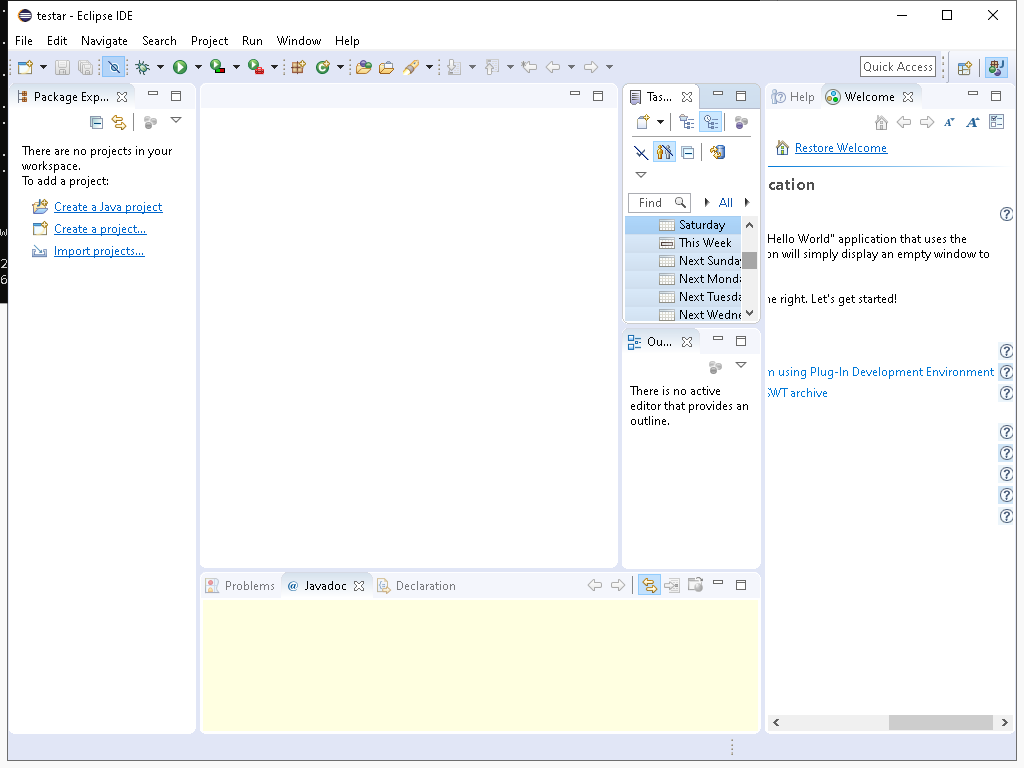 testar - Eclipse IDE
File Edit Navigate Search Project Run Window Help
Quick Access
Package Exp...
There are no projects in your
workspace.
To add a project:
Create a Java project
Create a project...
Import projects...
Tas...
Find
All
Saturday
This Week
Next Sunda
Next Monda
Next Tuesda
Next Wedne
Ou...
There is no active
editor that provides an
outline.
Help
Welcome
Restore Welcome
cation
Hello World" application that uses the
on will simply display an empty window to
he right. Let's get started!
n using Plug-In Development Environment
SWT archive
Problems
@ Javadoc
Declaration